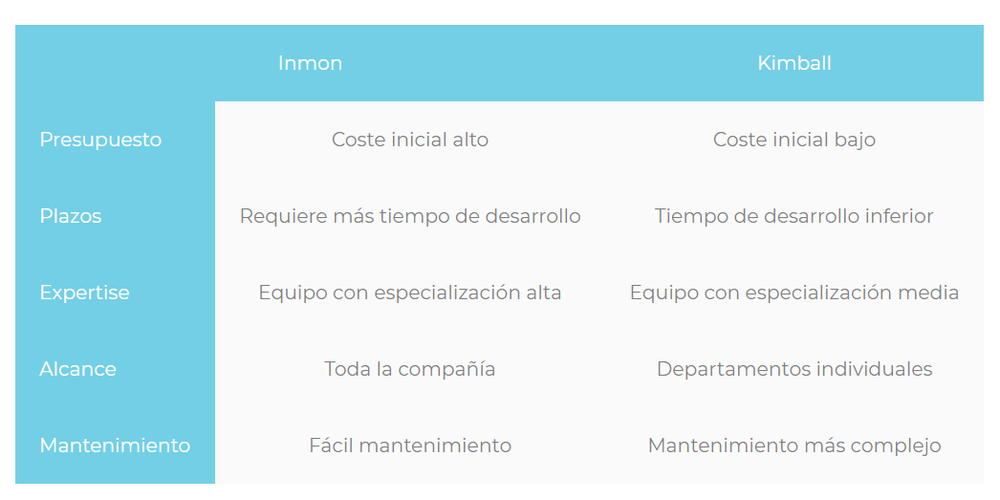 Inmon Kimball
Presupuesto Coste inicial alto Coste inicial bajo
Plazos Requiere más tiempo de desarrollo Tiempo de desarrollo inferior
Expertise Equipo con especialización alta Equipo con especialización media
Alcance Toda la compañía Departamentos individuales
Mantenimiento Fácil mantenimiento Mantenimiento más complejo